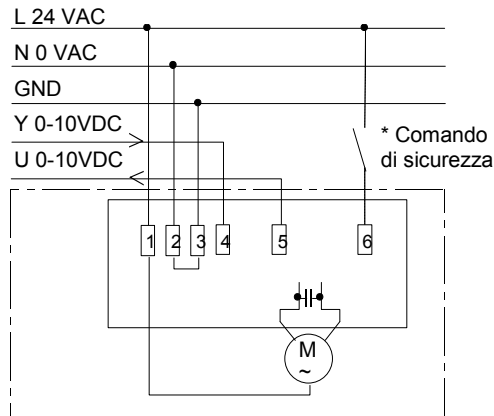 L 24 VAC
N 0 VAC
GND
Y 0-10VDC
U 0-10VDC
* Comando
di sicurezza
1 2 3 4 5 6
M
~